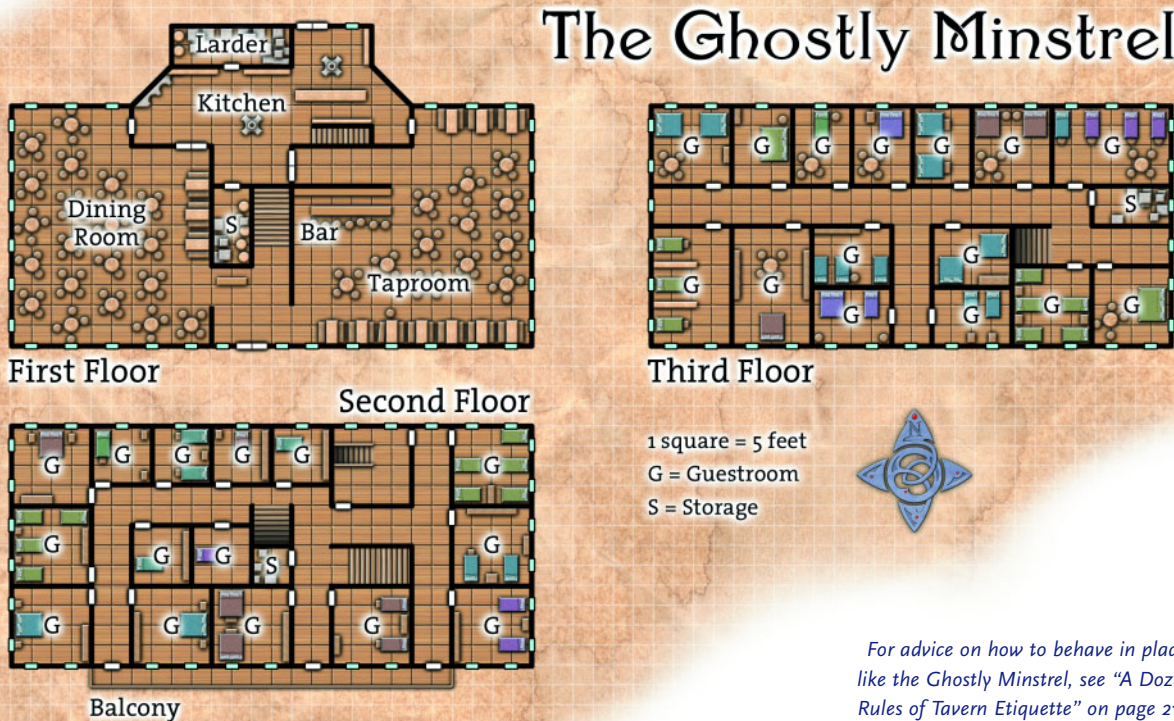 The Ghostly Minstrel
Larder
Kitchen
Dining
Room
S
Bar
Taproom
First Floor
G
G
G
G
G
G
G
S
G
G
G
G
G
G
G
G
G
Third Floor
Second Floor
G
G
G
G
G
G
G
G
G
S
G
G
G
G
G
G
Balcony
1 square = 5 feet
G = Guestroom
S = Storage
N
For advice on how to behave in plac
like the Ghostly Minstrel, see “A Doz
Rules of Tavern Etiquette” on page 2